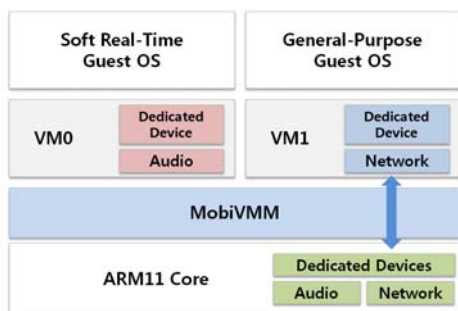 Soft Real-Time
Guest OS
General-Purpose
Guest OS
VM0
Dedicated
Device
Audio
VM1
Dedicated
Device
Network
MobiVMM
ARM11 Core
Dedicated Devices
Audio
Network